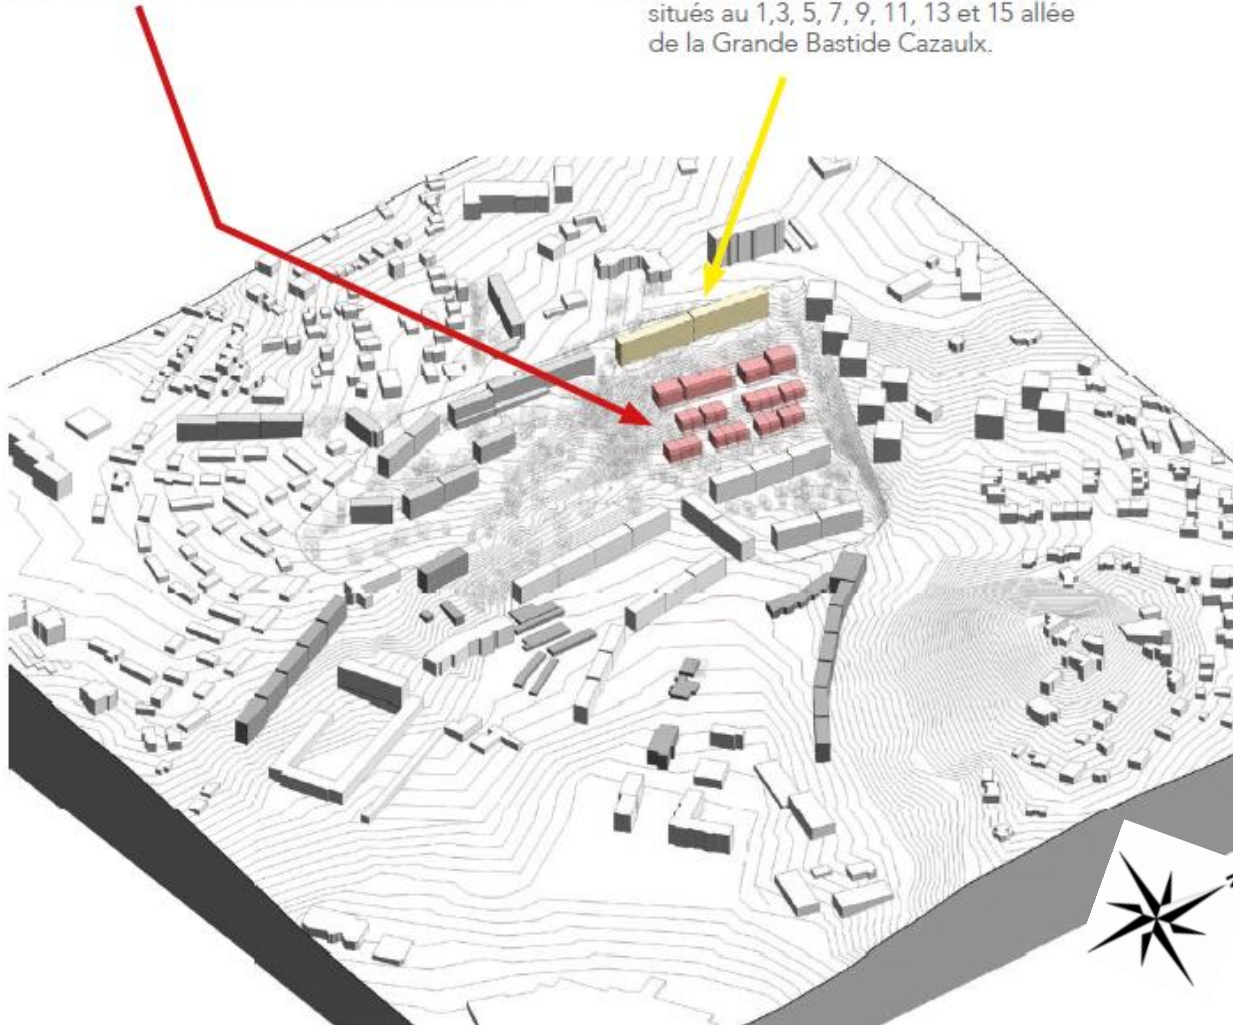 situés au 1,3, 5, 7, 9, 11, 13 et 15 allée
de la Grande Bastide Cazaulx.